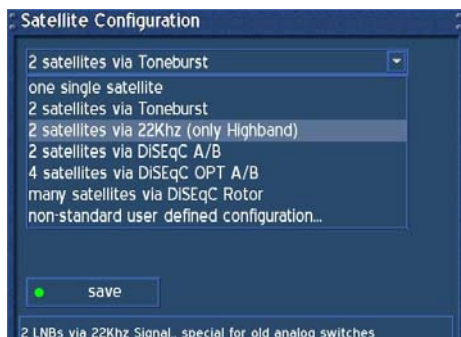 Satellite Configuration
2 satellites via Toneburst
one single satellite
2 satellites via Toneburst
2 satellites via 22Khz (only Highband)
2 satellites via DiSEqC A/B
4 satellites via DiSEqC OPT A/B
many satellites via DiSEqC Rotor
non-standard user defined configuration...
save
2 LNBs via 22Khz Signal.. special for old analog switches